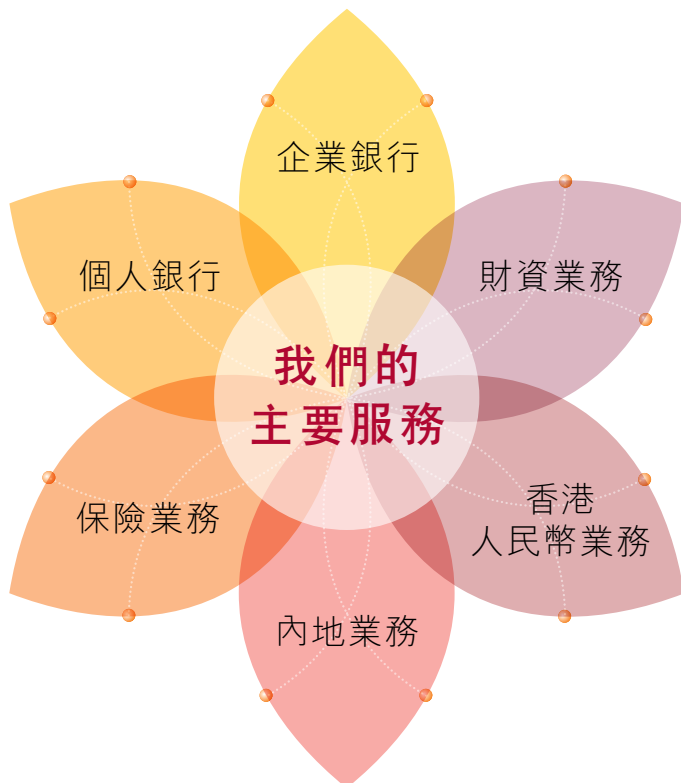 企業銀行
個人銀行
財資業務
我們的
主要服務
保險業務
香港
人民幣業務
內地業務